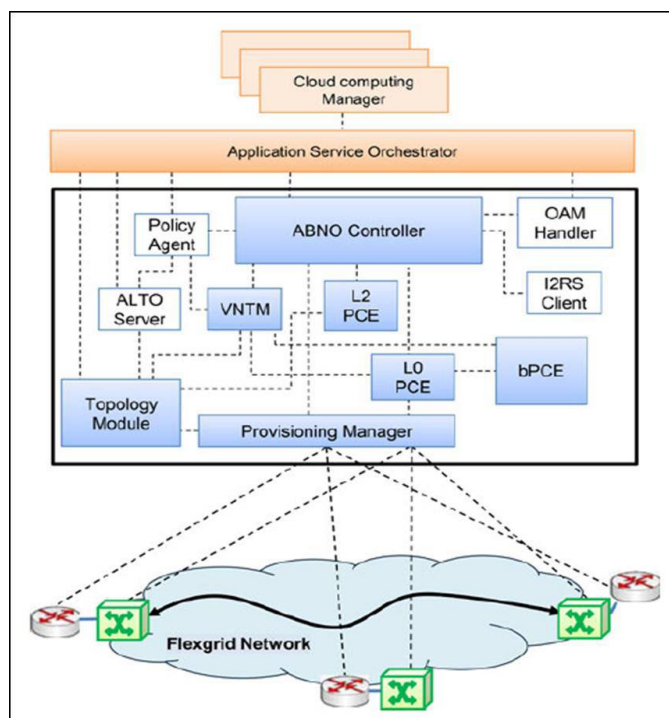 Cloud computing
Manager
Application Service Orchestrator
Policy
Agent
ABNO Controller
OAM
Handler
ALTO
Server
VNTM
L2
PCE
I2RS
Client
L0
PCE
bPCE
Topology
Module
Provisioning Manager
Flexgrid Network